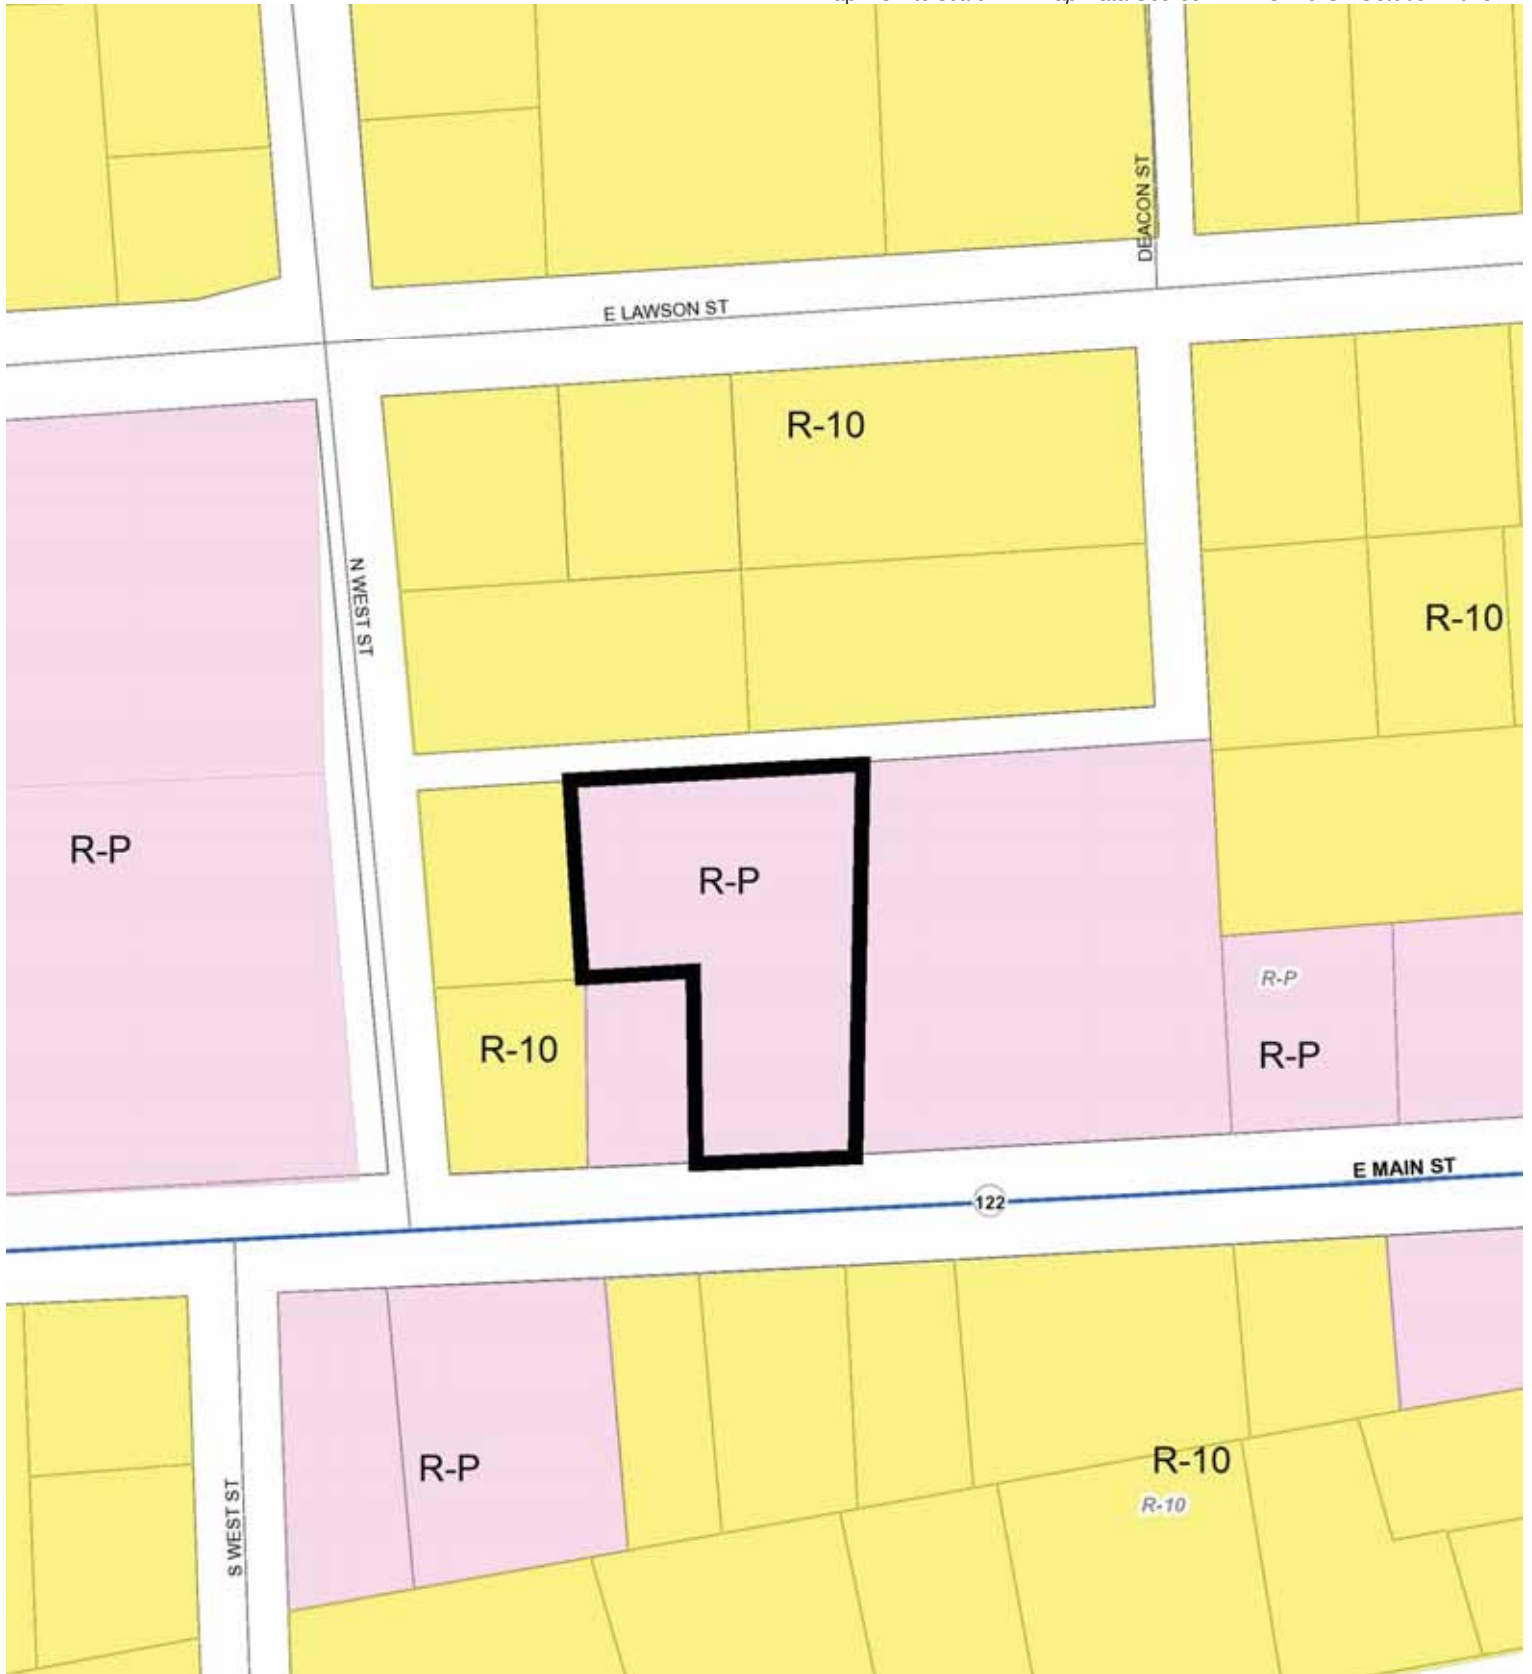 DEACON ST
E LAWSON ST
R-10
N WEST ST
R-10
R-P
R-P
R-P
R-10
R-P
E MAIN ST
122
R-P
R-10
R-10
S WEST ST